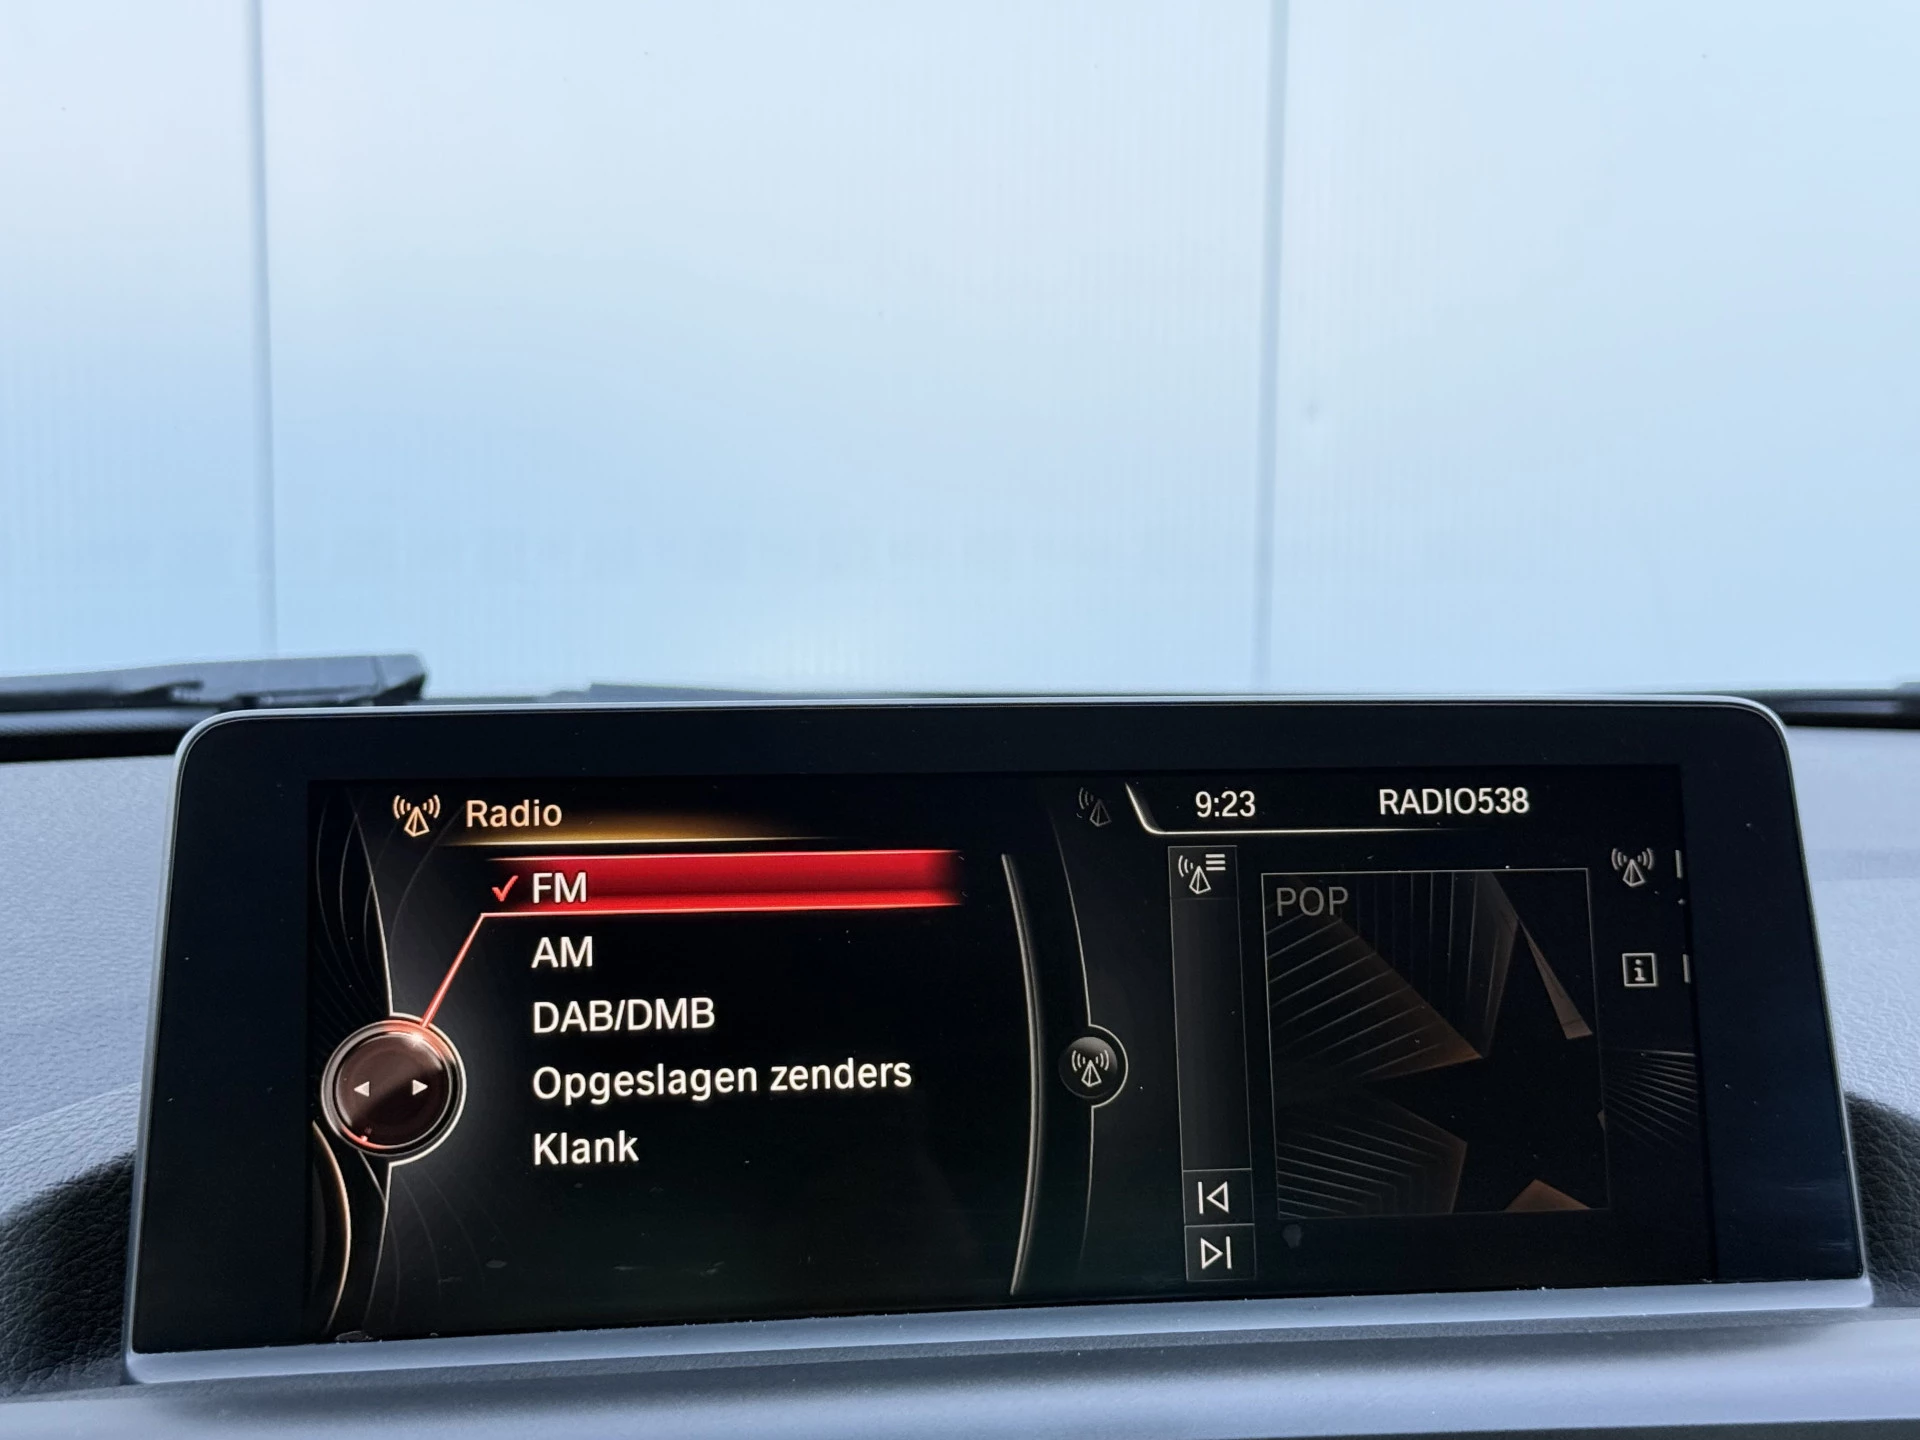 Radio
FM
AM
DAB/DMB
Opgeslagen zenders
Klank
9:23 RADIO538
POP